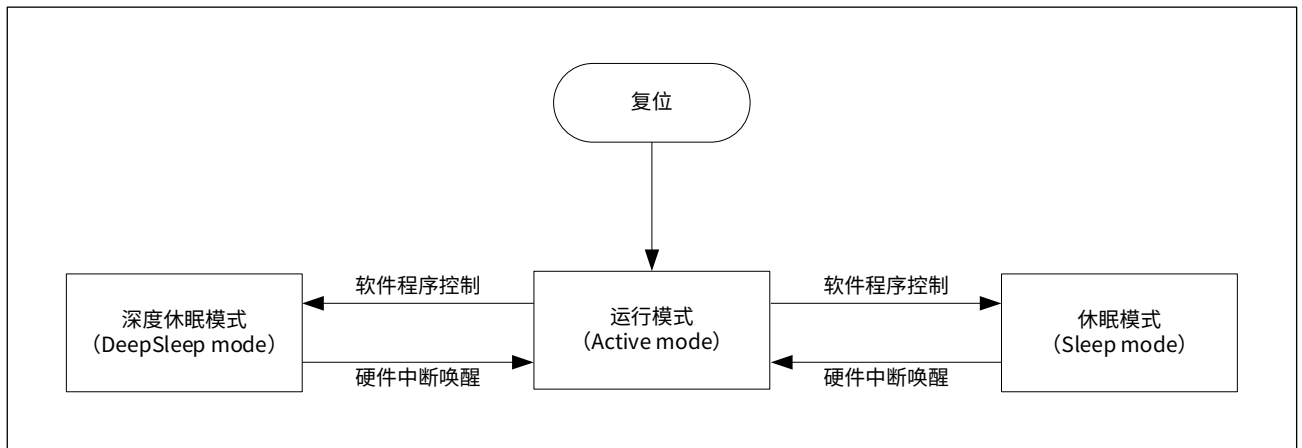 复位
软件程序控制
软件程序控制
深度休眠模式
（DeepSleep mode）
运行模式
（Active mode）
休眠模式
（Sleep mode）
硬件中断唤醒
硬件中断唤醒